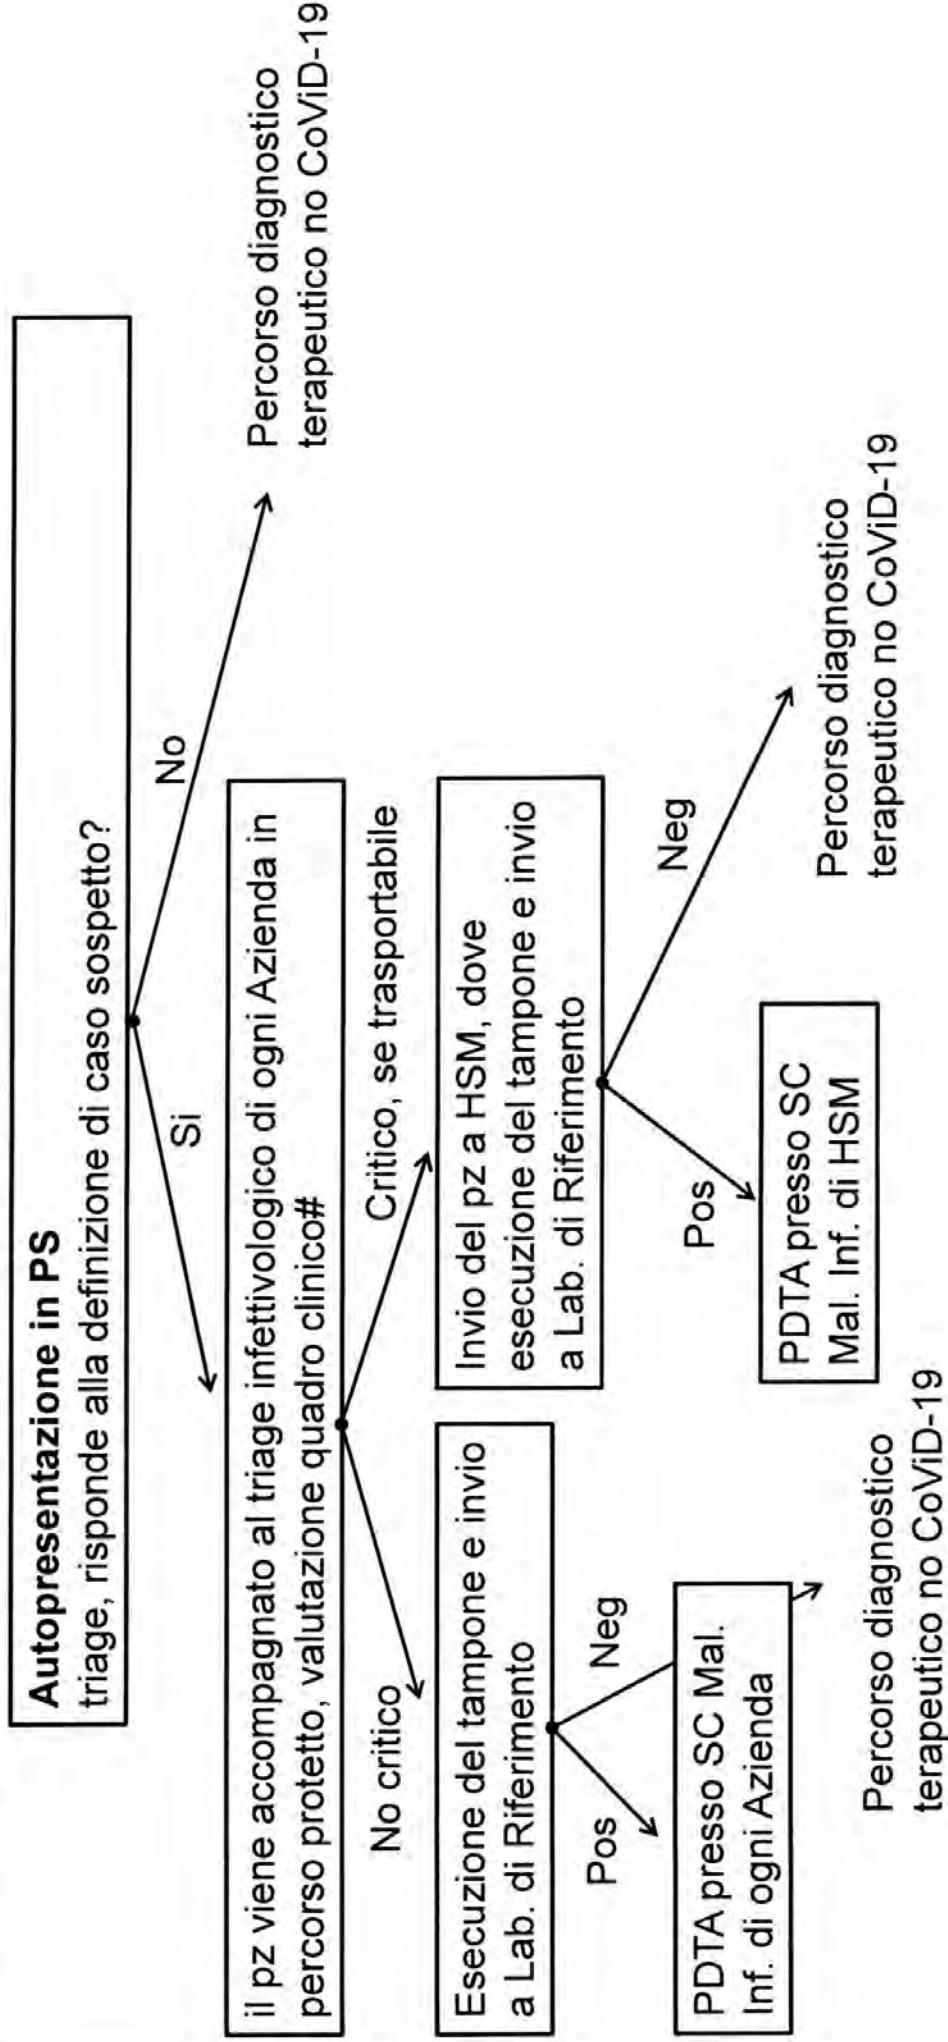 Autopresentazione in PS
triage, risponde alla definizione di caso sospetto?
Si
No
il pz viene accompagnato al triage infettivologico di ogni Azienda in
percorso protetto, valutazione quadro clinico#
Percorso diagnostico
terapeutico no CoViD-19
No critico
Critico, se trasportabile
Esecuzione del tampone e invio
a Lab. di Riferimento
Invio del pz a HSM, dove
esecuzione del tampone e invio
a Lab. di Riferimento
Pos
Neg
Pos
Neg
PDTA presso SC Mal.
Inf. di ogni Azienda
PDTA presso SC
Mal. Inf. di HSM
Percorso diagnostico
terapeutico no CoViD-19
Percorso diagnostico
terapeutico no CoViD-19